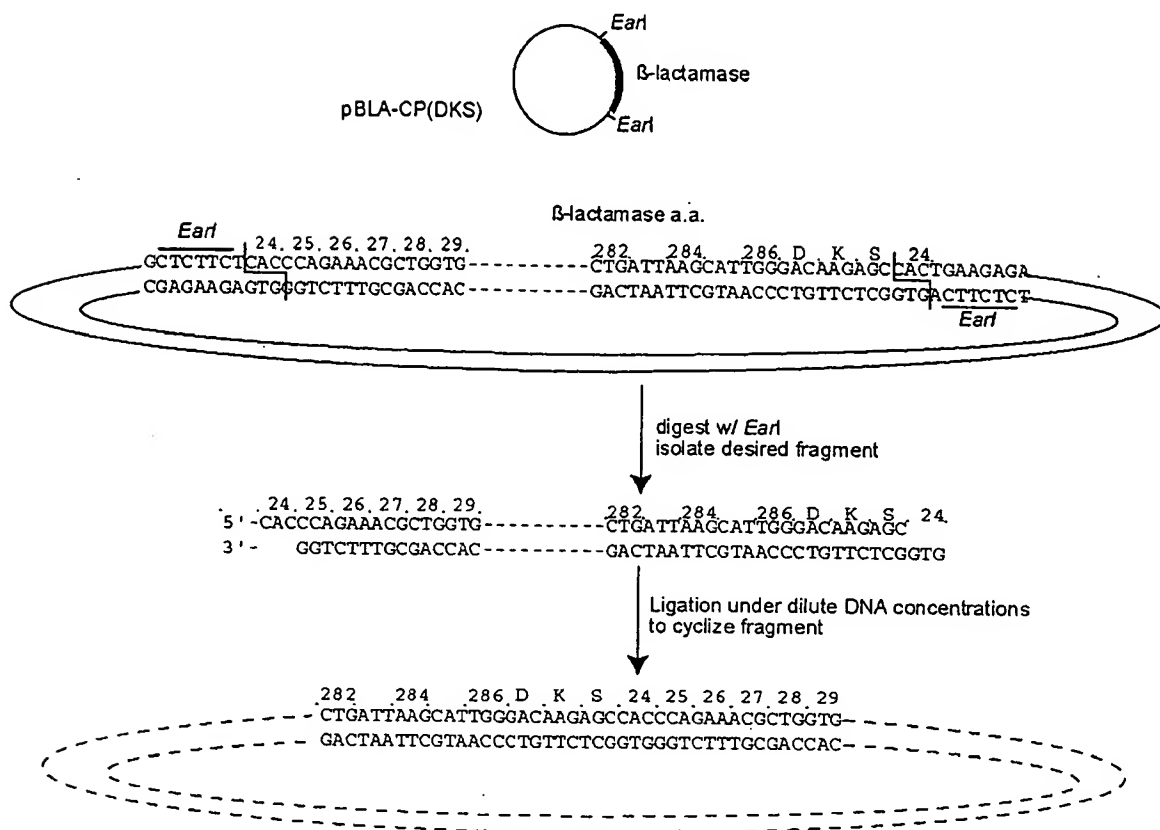 EarI
ß-lactamase
pBLA-CP(DKS)
EarI
ß-lactamase a.a.
EarI 24. 25. 26. 27. 28. 29. 282. 284. 286. D K S 24.
GCTCTTCTCACCCAGAAACGCTGGTG-----------CTGATTAAGCATTGGGACAAGAGCCACTGAAGAGA
CGAGAAGAGTGGGTCTTTGCGACCAC-----------GACTAATTCGTAACCCTGTTCTCGGTGACTTCTCT
EarI
digest w/ EarI
isolate desired fragment
24. 25. 26. 27. 28. 29. 282. 284. 286. D K S 24.
5'-CACCCAGAAACGCTGGTG------------CTGATTAAGCATTGGGACAAGAGC
3'- GGTCTTTGCGACCAC------------GACTAATTCGTAACCCTGTTCTCGGTG
Ligation under dilute DNA concentrations
to cyclize fragment
.282 .284 .286. D K S .24 .25 .26 .27 .28 .29
CTGATTAAGCATTGGGACAAGAGCCACCCAGAAACGCTGGTG
GACTAATTCGTAACCCTGTTCTCGGTGGGTCTTTGCGACCAC